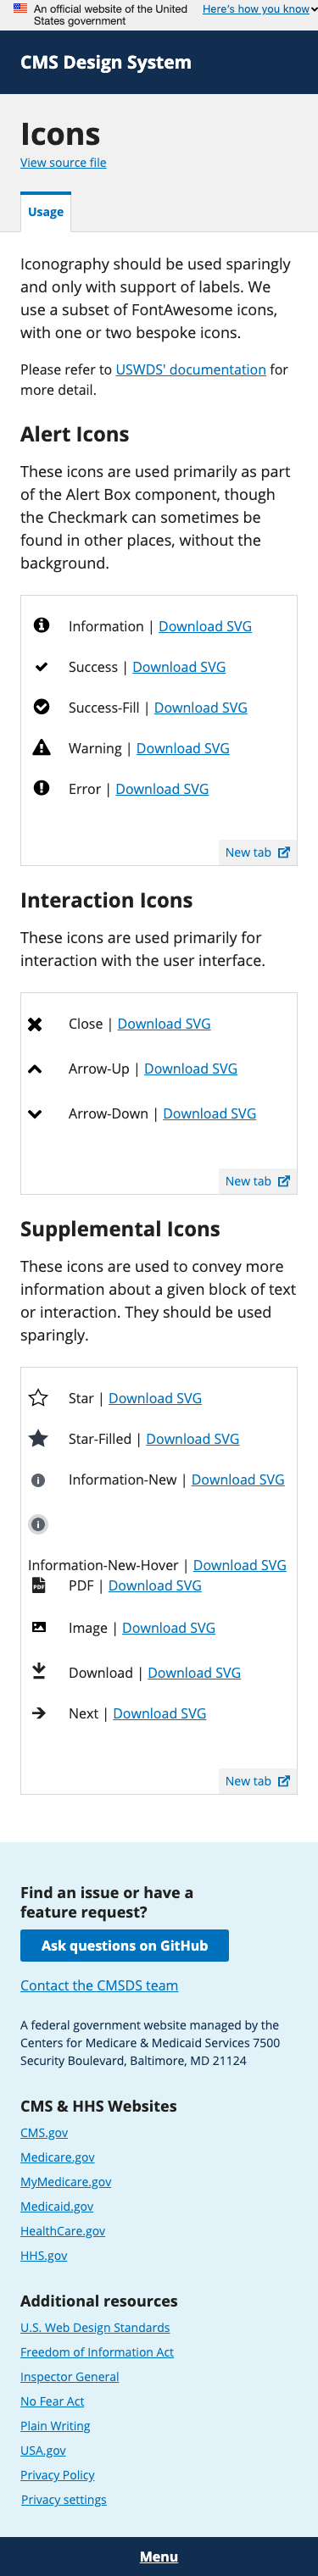 An official website of the United
States government
Here's how you know
CMS Design System
Icons
View source file
Usage
Iconography should be used sparingly
and only with support of labels. We
use a subset of FontAwesome icons,
with one or two bespoke icons.
Please refer to USWDS' documentation for
more detail.
Alert Icons
These icons are used primarily as part
of the Alert Box component, though
the Checkmark can sometimes be
found in other places, without the
background.
Information | Download SVG
Success | Download SVG
Success-Fill | Download SVG
Warning | Download SVG
Error | Download SVG
New tab
Interaction Icons
These icons are used primarily for
interaction with the user interface.
Close | Download SVG
Arrow-Up | Download SVG
Arrow-Down | Download SVG
New tab
Supplemental Icons
These icons are used to convey more
information about a given block of text
or interaction. They should be used
sparingly.
Star | Download SVG
Star-Filled | Download SVG
Information-New | Download SVG
Information-New-Hover | Download SVG
PDF | Download SVG
Image | Download SVG
Download | Download SVG
Next | Download SVG
New tab
Find an issue or have a
feature request?
Ask questions on GitHub
Contact the CMSDS team
A federal government website managed by the
Centers for Medicare & Medicaid Services 7500
Security Boulevard, Baltimore, MD 21124
CMS & HHS Websites
CMS.gov
Medicare.gov
MyMedicare.gov
Medicaid.gov
HealthCare.gov
HHS.gov
Additional resources
U.S. Web Design Standards
Freedom of Information Act
Inspector General
No Fear Act
Plain Writing
USA.gov
Privacy Policy
Privacy settings
Menu